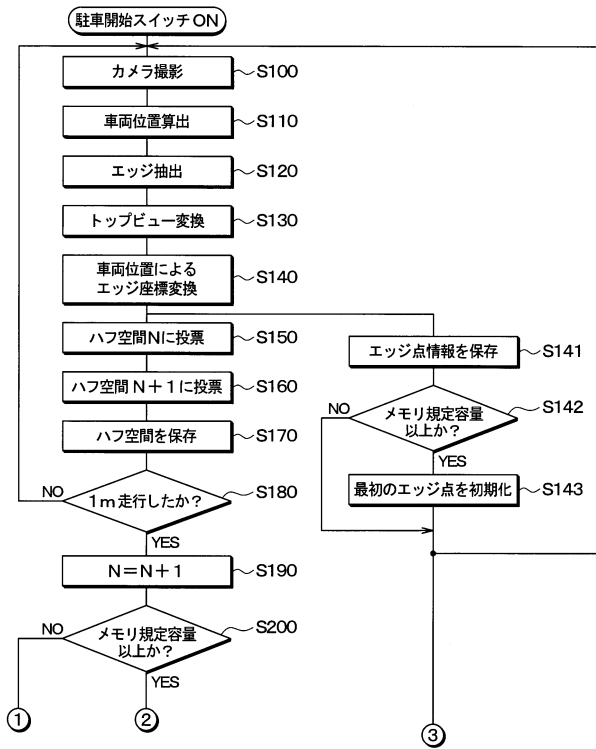 駐車開始スイッチON
カメラ撮影
S100
車両位置算出
S110
エッジ抽出
S120
トップビュー変換
S130
車両位置による
エッジ座標変換
S140
ハフ空間Nに投票
S150
ハフ空間N+1に投票
S160
ハフ空間を保存
S170
1m走行したか?
S180
NO
YES
N=N+1
S190
メモリ規定容量
以上か?
S200
NO
YES
1
2
エッジ点情報を保存
S141
メモリ規定容量
以上か?
S142
NO
YES
最初のエッジ点を初期化
S143
3